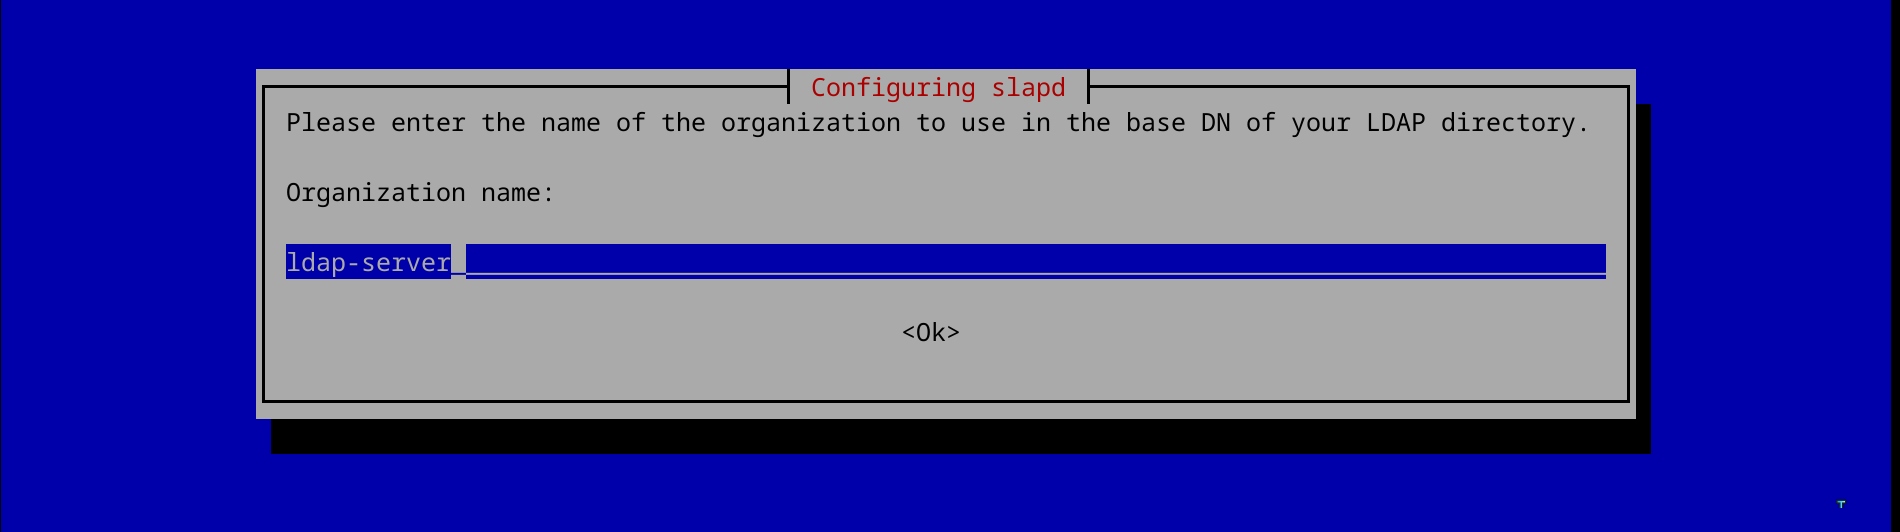 Configuring slapd
Please enter the name of the organization to use in the base DN of your LDAP directory.
Organization name:
ldap-server
<Ok>